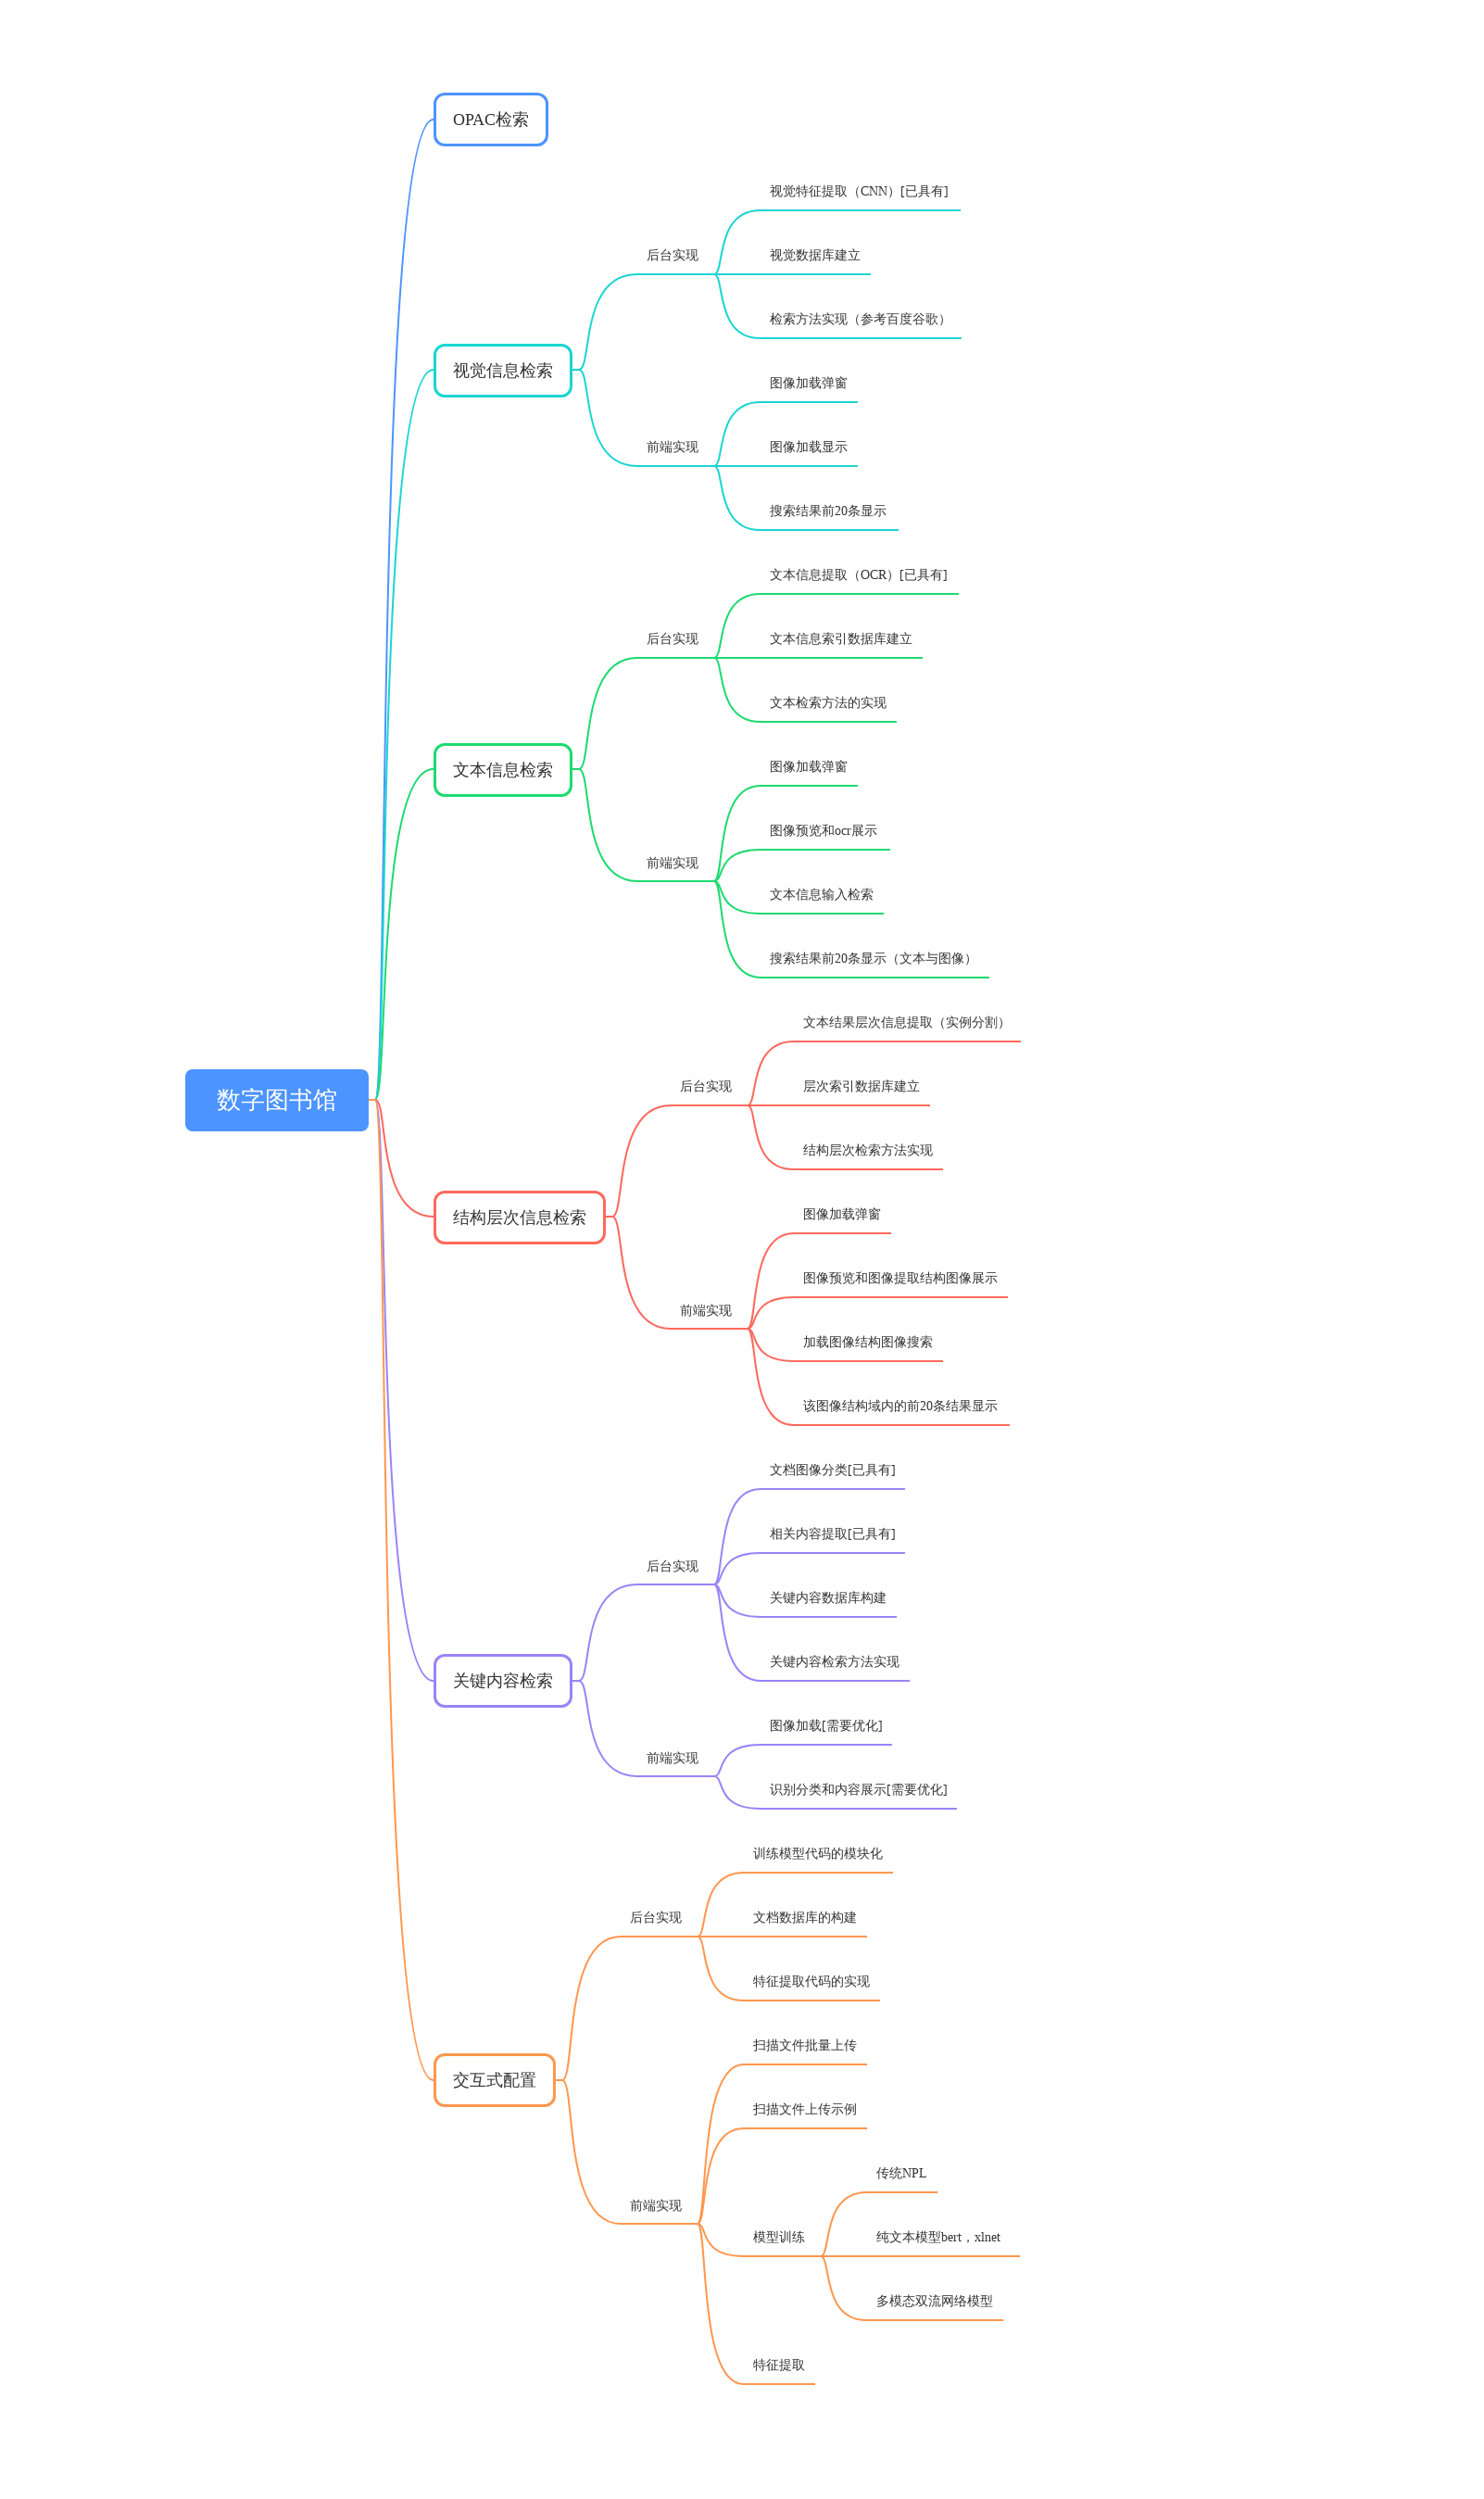 OPAC检索
视觉特征提取（CNN）[已具有]
后台实现
视觉数据库建立
检索方法实现（参考百度谷歌）
视觉信息检索
图像加载弹窗
前端实现
图像加载显示
搜索结果前20条显示
文本信息提取（OCR）[已具有]
后台实现
文本信息索引数据库建立
文本检索方法的实现
文本信息检索
图像加载弹窗
图像预览和ocr展示
前端实现
文本信息输入检索
搜索结果前20条显示（文本与图像）
文本结果层次信息提取（实例分割）
数字图书馆
后台实现
层次索引数据库建立
结构层次检索方法实现
结构层次信息检索
图像加载弹窗
图像预览和图像提取结构图像展示
前端实现
加载图像结构图像搜索
该图像结构域内的前20条结果显示
文档图像分类[已具有]
相关内容提取[已具有]
后台实现
关键内容数据库构建
关键内容检索方法实现
关键内容检索
图像加载[需要优化]
前端实现
识别分类和内容展示[需要优化]
训练模型代码的模块化
后台实现
文档数据库的构建
特征提取代码的实现
交互式配置
扫描文件批量上传
扫描文件上传示例
前端实现
传统NPL
模型训练
纯文本模型bert，xlnet
多模态双流网络模型
特征提取